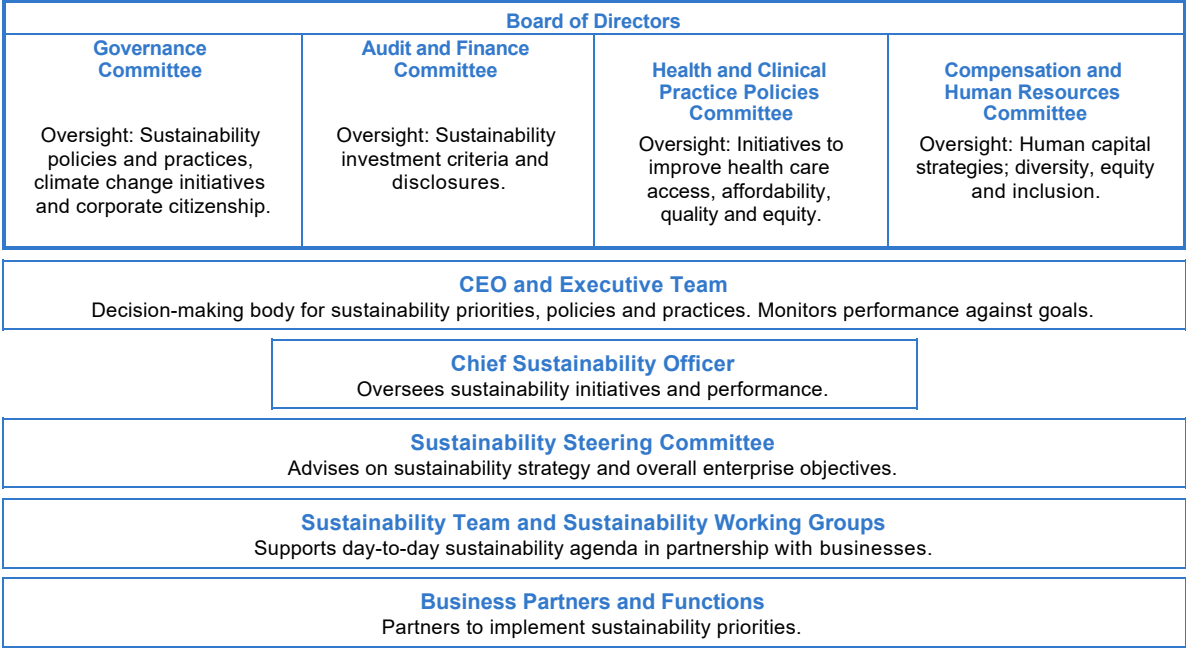 Board of Directors
Governance
Committee
Oversight: Sustainability
policies and practices,
climate change initiatives
and corporate citizenship.
Audit and Finance
Committee
Oversight: Sustainability
investment criteria and
disclosures.
Health and Clinical
Practice Policies
Committee
Oversight: Initiatives to
improve health care
access, affordability,
quality and equity.
Compensation and
Human Resources
Committee
Oversight: Human capital
strategies; diversity, equity
and inclusion.
CEO and Executive Team
Decision-making body for sustainability priorities, policies and practices. Monitors performance against goals.
Chief Sustainability Officer
Oversees sustainability initiatives and performance.
Sustainability Steering Committee
Advises on sustainability strategy and overall enterprise objectives.
Sustainability Team and Sustainability Working Groups
Supports day-to-day sustainability agenda in partnership with businesses.
Business Partners and Functions
Partners to implement sustainability priorities.